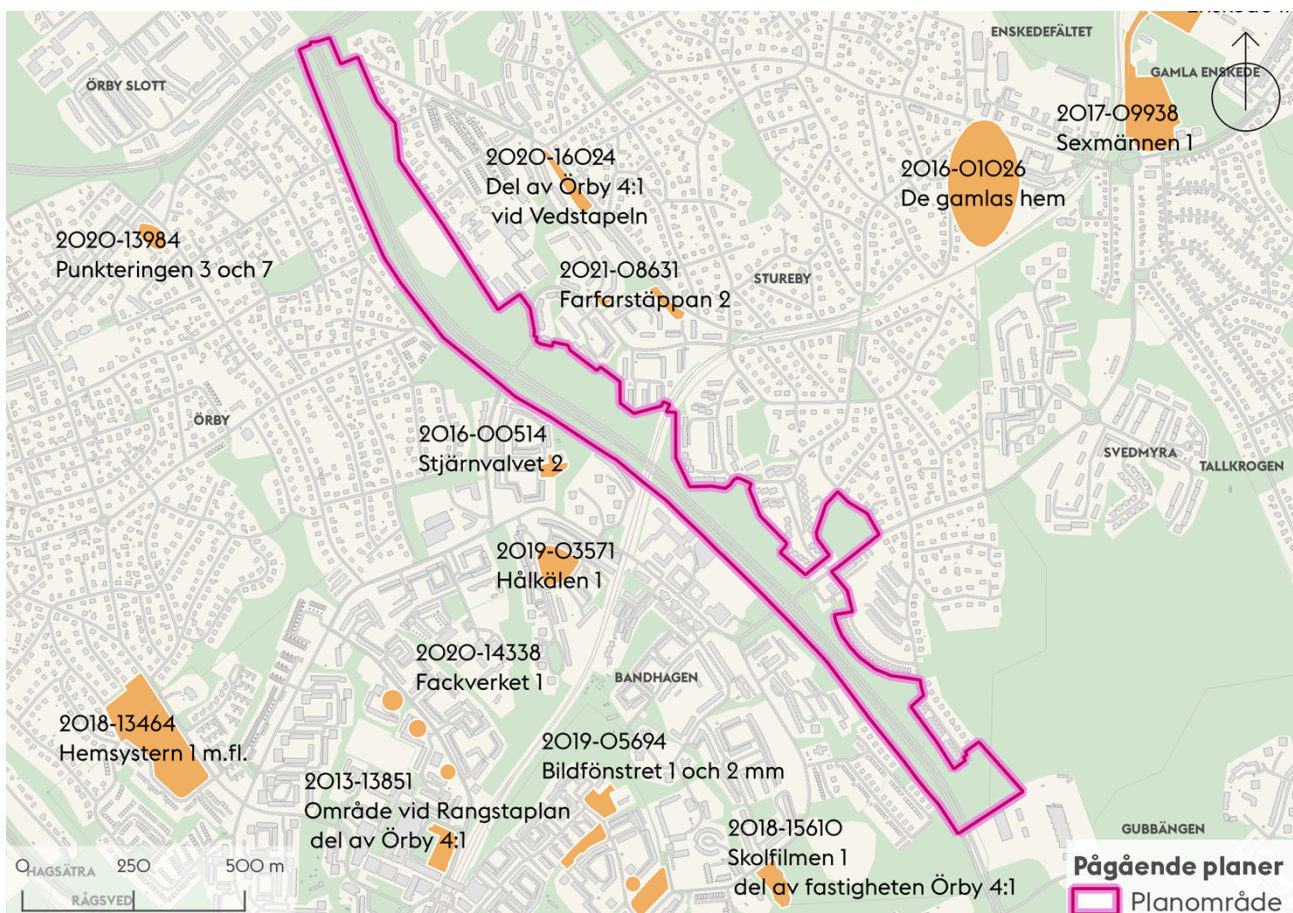 Enskede
ENSKEDEFÄLTET
GAMLA ENSKEDE
ÖRBY SLOTT
2017-09938
Sexmännen 1
2020-16024
Del av Örby 4:1
vid Vedstapeln
2016-01026
De gamlas hem
2020-13984
Punkteringen 3 och 7
2021-08631
Farfarstäppan 2
STUREBY
ÖRBY
2016-00514
Stjärnvalvet 2
SVEDMYRA
TALLKROGEN
2019-03571
Hålkälen 1
2020-14338
Fackverket 1
BANDHAGEN
2018-13464
Hemsystern 1 m.fl.
2019-05694
Bildfönstret 1 och 2 mm
2013-13851
Område vid Rangstaplan
del av Örby 4:1
2018-15610
Skolfilmen 1
del av fastigheten Örby 4:1
GUBBÄNGEN
0 250 500 m
HAGSÄTRA
RÅGSVED
Pågående planer
Planområde